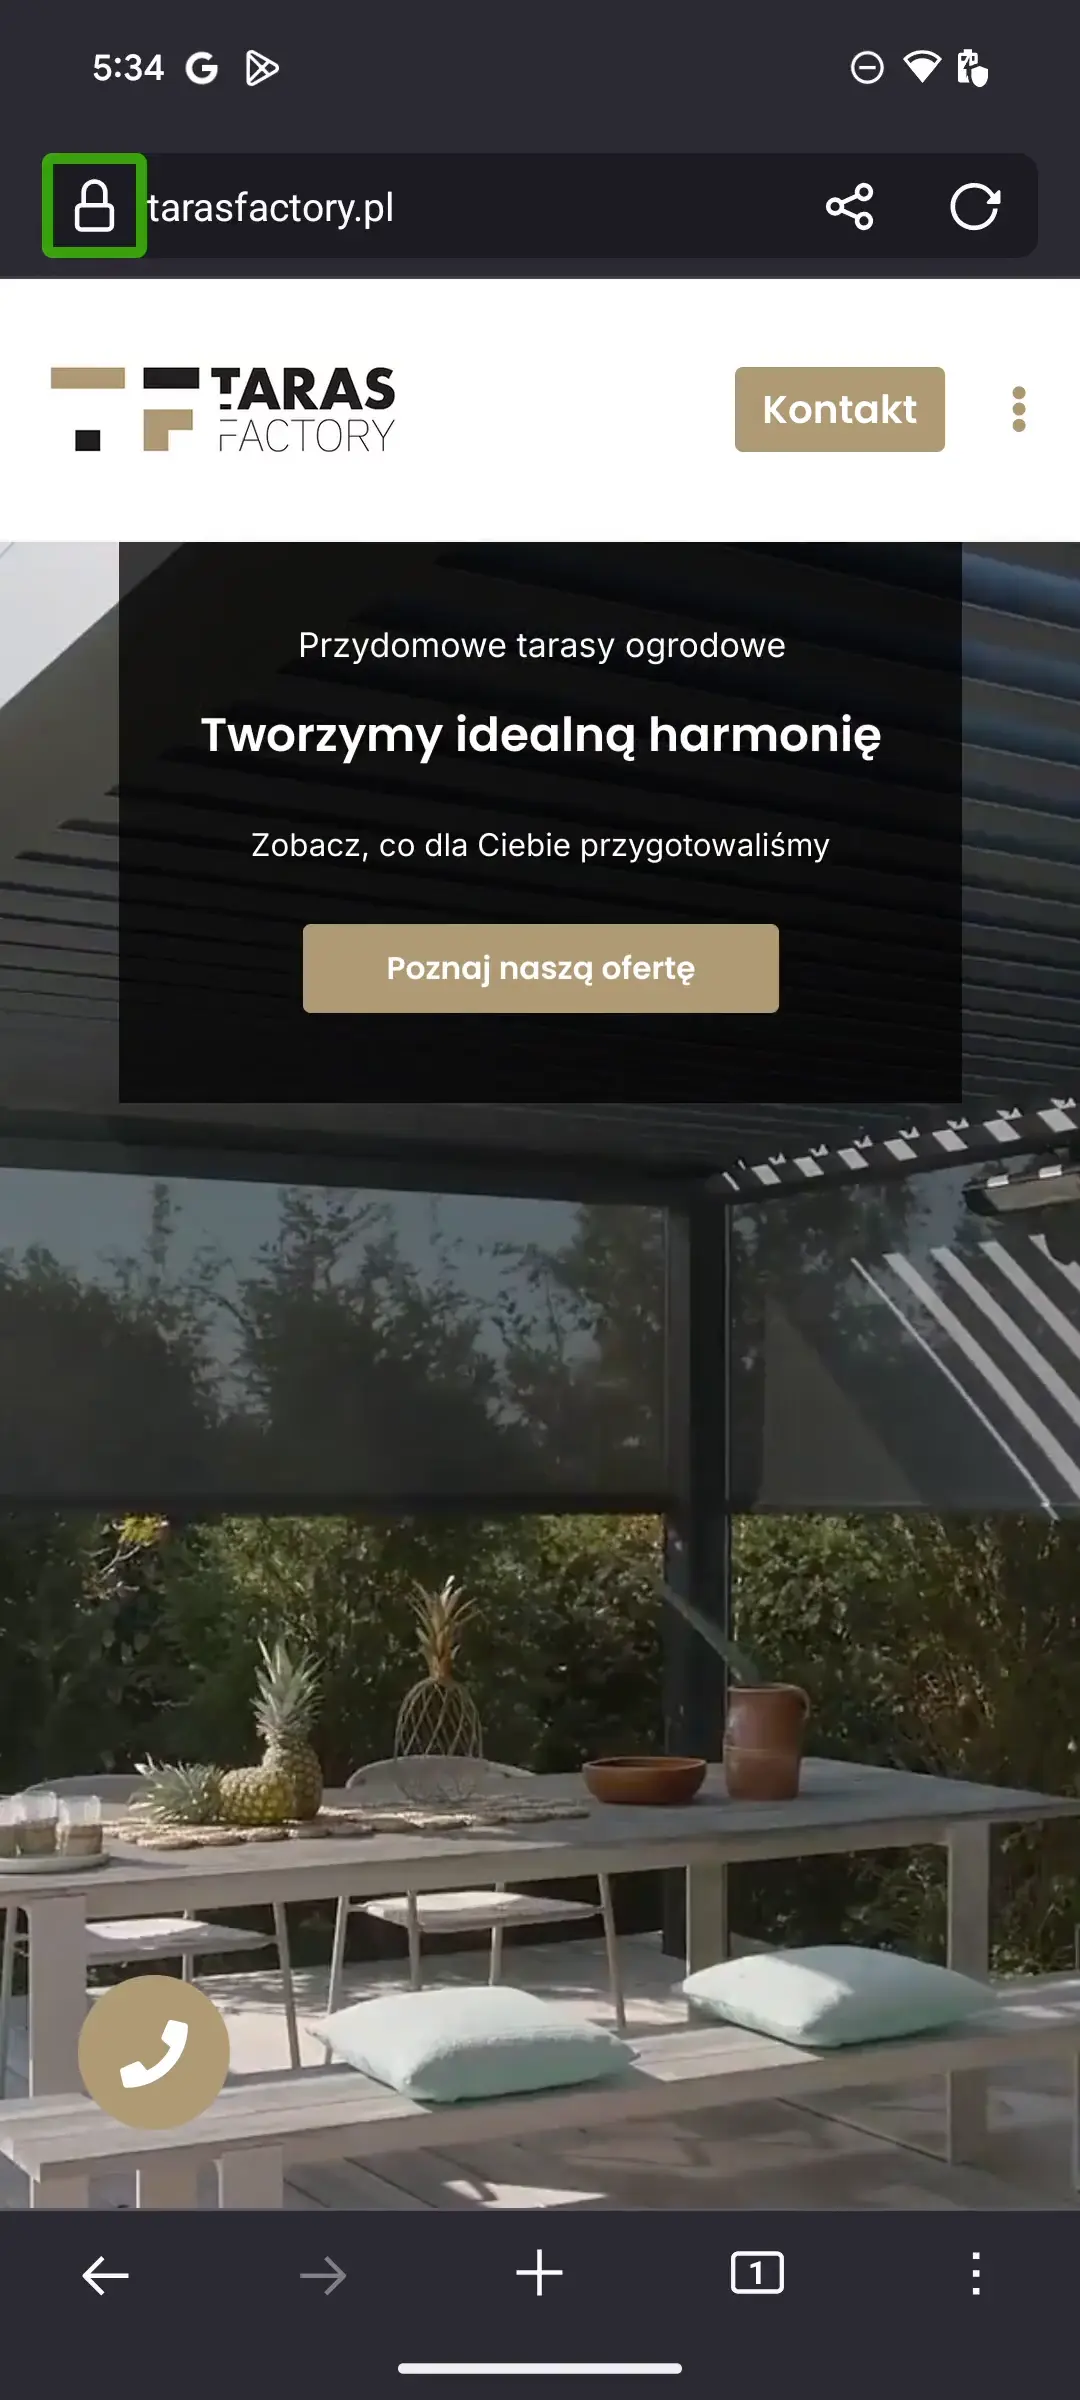 5:34
tarasfactory.pl
TARAS
FACTORY
Kontakt
Przydomowe tarasy ogrodowe
Tworzymy idealną harmonię
Zobacz, co dla Ciebie przygotowaliśmy
Poznaj naszą ofertę
1